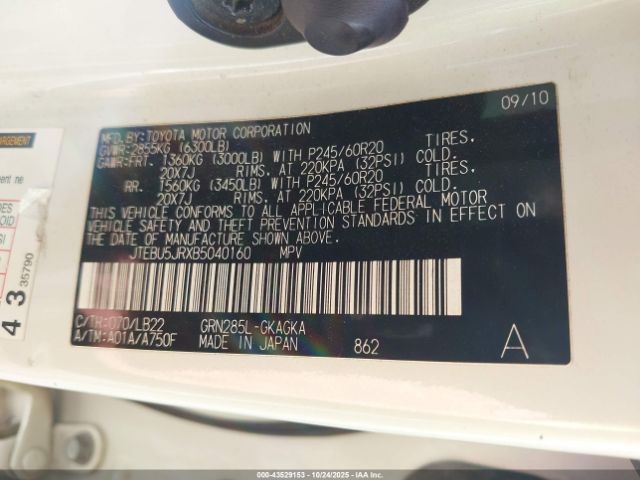 09/10
MFD. BY: TOYOTA MOTOR CORPORATION
GVWR: 2855KG (6300LB)
GAWR: FRT. 1360KG (3000LB) WITH P245/60R20 TIRES.
20X7J RIMS. AT 220KPA (32PSI) COLD.
RR. 1560KG (3450LB) WITH P245/60R20 TIRES.
20X7J RIMS. AT 220KPA (32PSI) COLD.
THIS VEHICLE CONFORMS TO ALL APPLICABLE FEDERAL MOTOR
VEHICLE SAFETY AND THEFT PREVENTION STANDARDS IN EFFECT ON
THE DATE OF MANUFACTURE SHOWN ABOVE.
JTEBU5JRXB5040160 MPV
C/TR: 070/LB22 GRN285L-GKAGKA
A/TM: A01A/A750F MADE IN JAPAN 862 A
43 35790
000-43529153 - 10/24/2025 - IAAI.COM